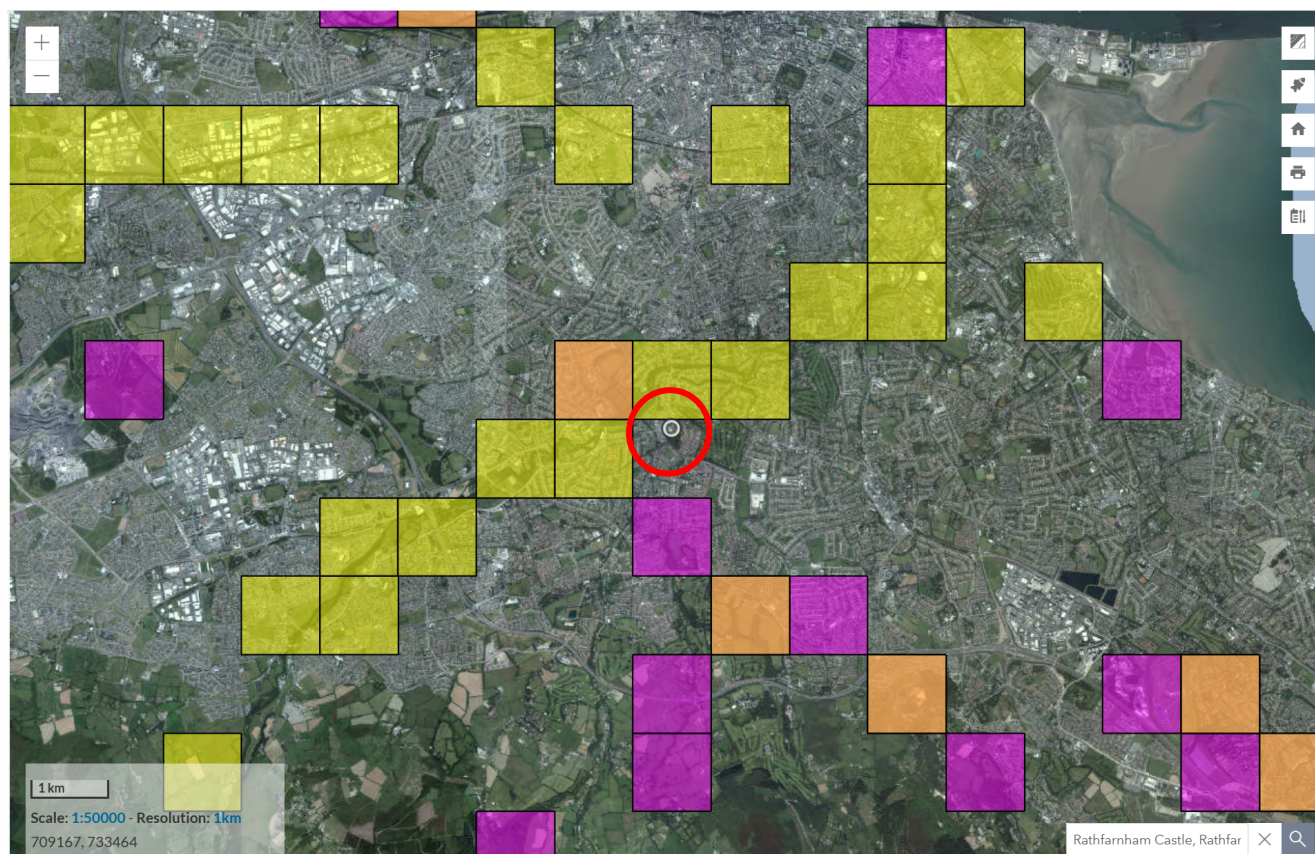 1 km
Scale: 1:50000 - Resolution: 1km
709167, 733464
Rathfarnham Castle, Rathfar